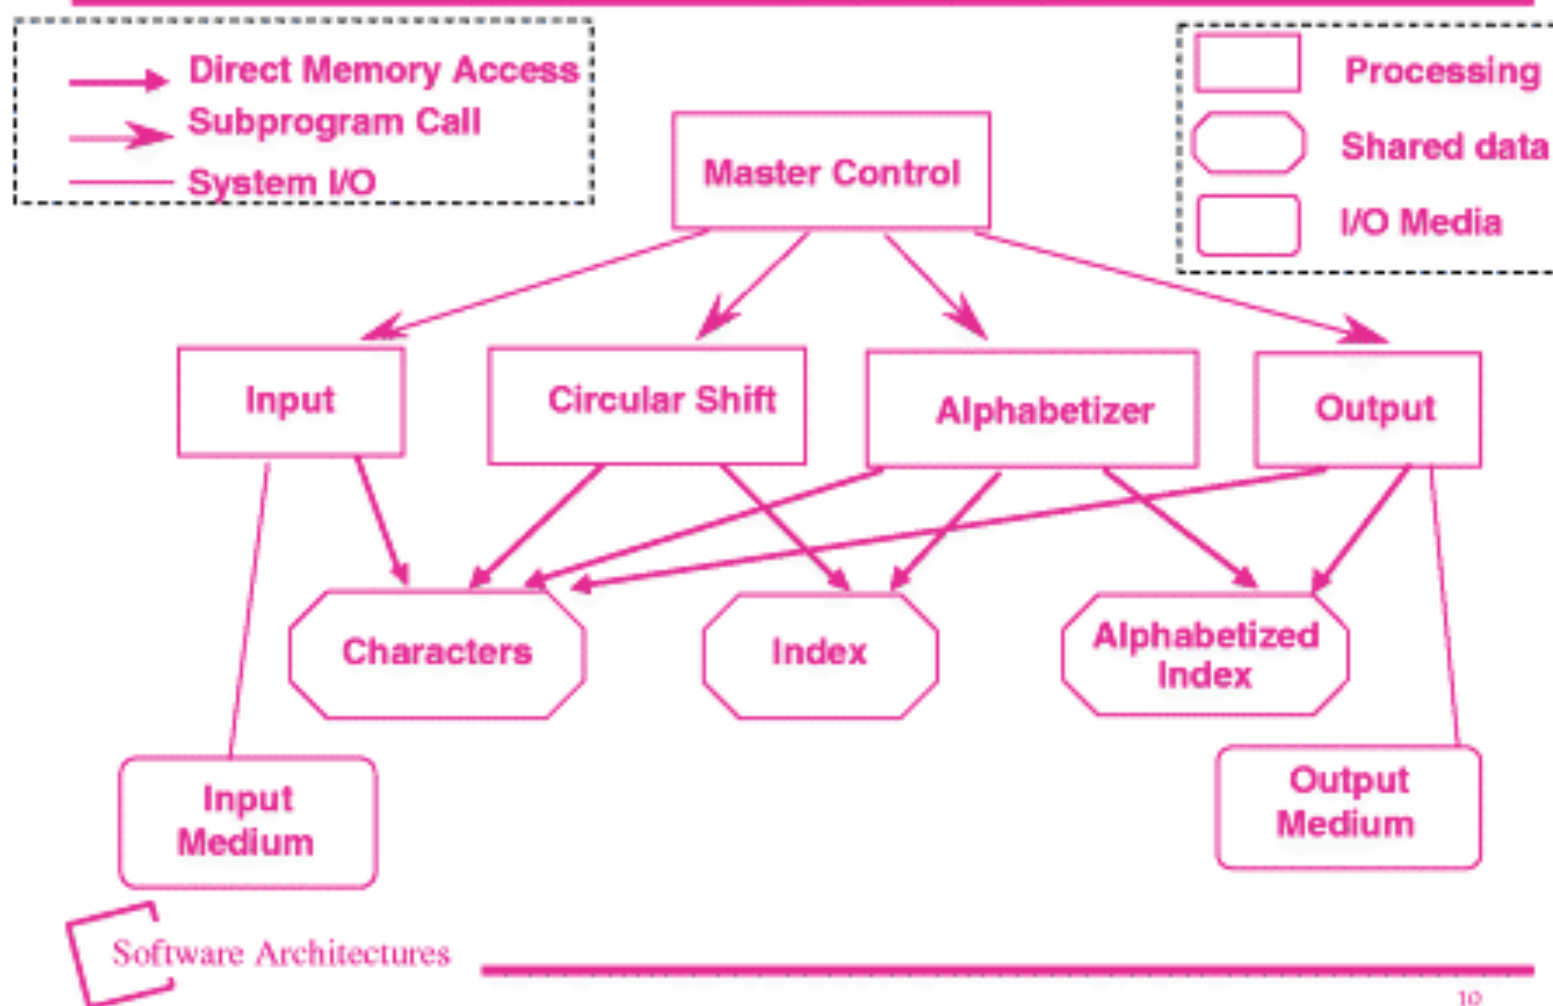 Direct Memory Access
Subprogram Call
System I/O
Processing
Shared data
I/O Media
Master Control
Input
Circular Shift
Alphabetizer
Output
Characters
Index
Alphabetized
Index
Input
Medium
Output
Medium
Software Architectures
10